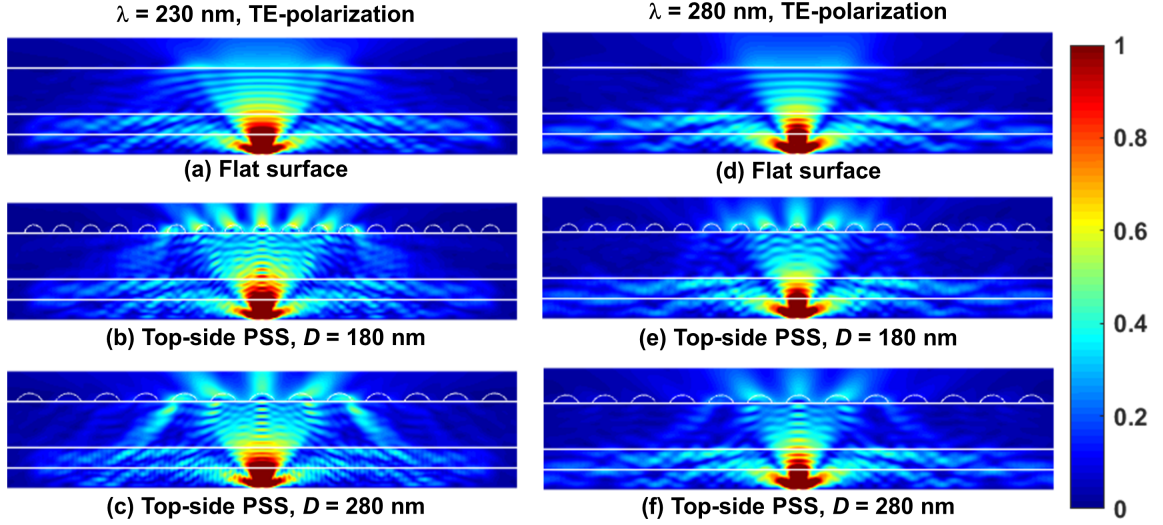 λ = 230 nm, TE-polarization
λ = 280 nm, TE-polarization
(a) Flat surface
(d) Flat surface
(b) Top-side PSS, D = 180 nm
(e) Top-side PSS, D = 180 nm
(c) Top-side PSS, D = 280 nm
(f) Top-side PSS, D = 280 nm
1
0.8
0.6
0.4
0.2
0